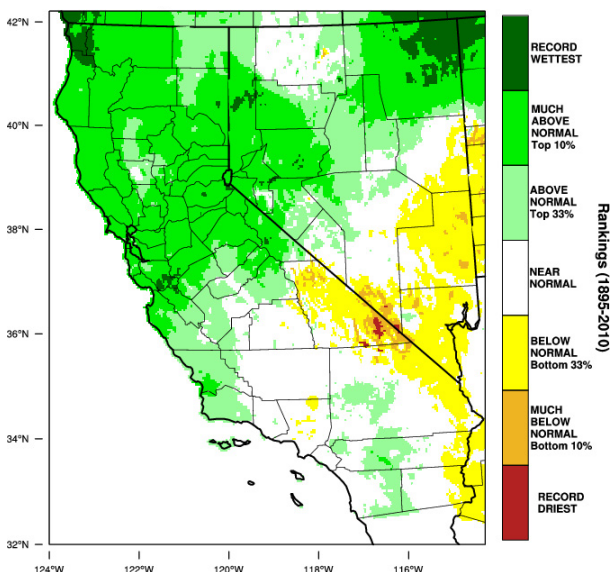 42°N
40°N
38°N
36°N
34°N
32°N
124°W
122°W
120°W
118°W
116°W
RECORD
WETTEST
MUCH
ABOVE
NORMAL
Top 10%
ABOVE
NORMAL
Top 33%
NEAR
NORMAL
BELOW
NORMAL
Bottom 33%
MUCH
BELOW
NORMAL
Bottom 10%
RECORD
DRIEST
Rankings (1895-2010)